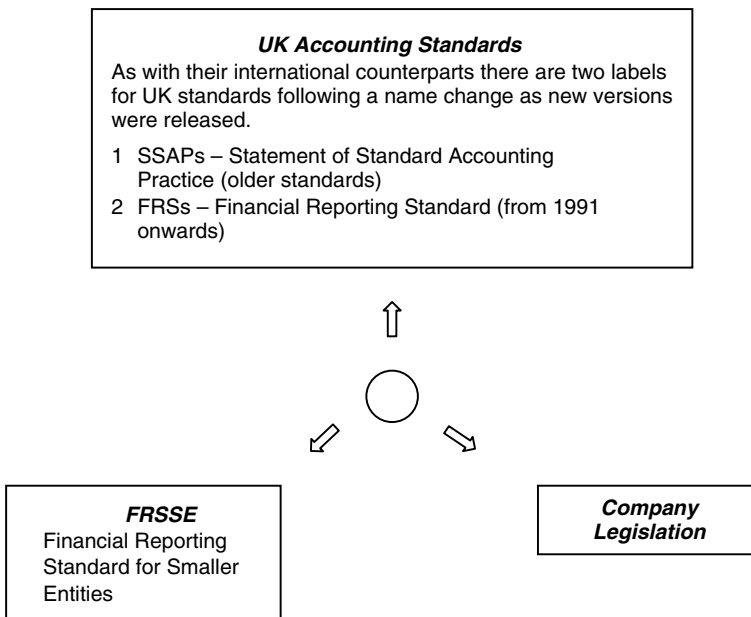 UK Accounting Standards
As with their international counterparts there are two labels
for UK standards following a name change as new versions
were released.
1 SSAPs – Statement of Standard Accounting
Practice (older standards)
2 FRSs – Financial Reporting Standard (from 1991
onwards)
FRSSE
Financial Reporting
Standard for Smaller
Entities
Company
Legislation